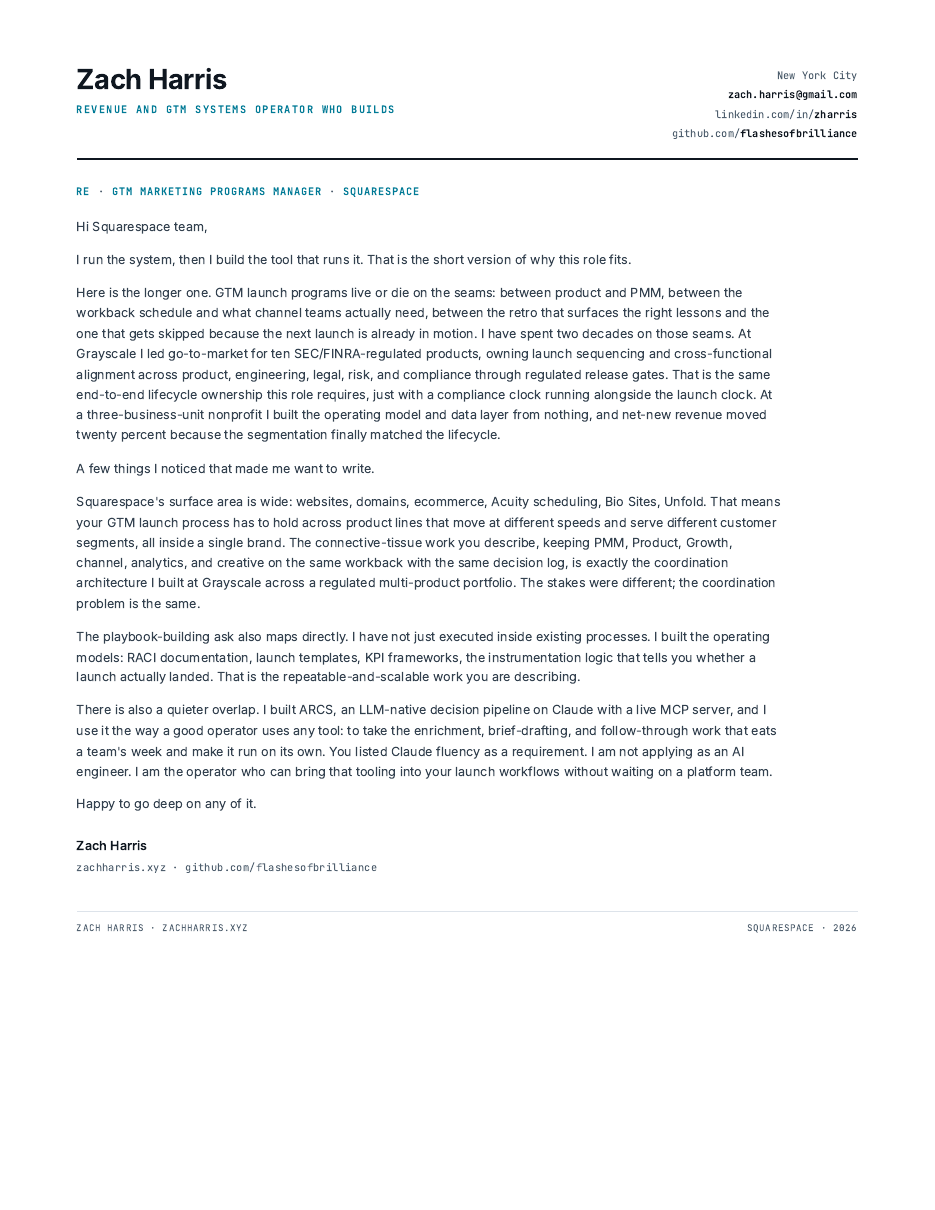 Zach Harris
REVENUE AND GTM SYSTEMS OPERATOR WHO BUILDS
New York City
zach.harris@gmail.com
linkedin.com/in/zharris
github.com/flashesofbrilliance
RE · GTM MARKETING PROGRAMS MANAGER · SQUARESPACE
Hi Squarespace team,
I run the system, then I build the tool that runs it. That is the short version of why this role fits.
Here is the longer one. GTM launch programs live or die on the seams: between product and PMM, between the
workback schedule and what channel teams actually need, between the retro that surfaces the right lessons and the
one that gets skipped because the next launch is already in motion. I have spent two decades on those seams. At
Grayscale I led go-to-market for ten SEC/FINRA-regulated products, owning launch sequencing and cross-functional
alignment across product, engineering, legal, risk, and compliance through regulated release gates. That is the same
end-to-end lifecycle ownership this role requires, just with a compliance clock running alongside the launch clock. At
a three-business-unit nonprofit I built the operating model and data layer from nothing, and net-new revenue moved
twenty percent because the segmentation finally matched the lifecycle.
A few things I noticed that made me want to write.
Squarespace's surface area is wide: websites, domains, ecommerce, Acuity scheduling, Bio Sites, Unfold. That means
your GTM launch process has to hold across product lines that move at different speeds and serve different customer
segments, all inside a single brand. The connective-tissue work you describe, keeping PMM, Product, Growth,
channel, analytics, and creative on the same workback with the same decision log, is exactly the coordination
architecture I built at Grayscale across a regulated multi-product portfolio. The stakes were different; the coordination
problem is the same.
The playbook-building ask also maps directly. I have not just executed inside existing processes. I built the operating
models: RACI documentation, launch templates, KPI frameworks, the instrumentation logic that tells you whether a
launch actually landed. That is the repeatable-and-scalable work you are describing.
There is also a quieter overlap. I built ARCS, an LLM-native decision pipeline on Claude with a live MCP server, and I
use it the way a good operator uses any tool: to take the enrichment, brief-drafting, and follow-through work that eats
a team's week and make it run on its own. You listed Claude fluency as a requirement. I am not applying as an AI
engineer. I am the operator who can bring that tooling into your launch workflows without waiting on a platform team.
Happy to go deep on any of it.
Zach Harris
zachharris.xyz · github.com/flashesofbrilliance
ZACH HARRIS · ZACHHARRIS.XYZ
SQUARESPACE · 2026